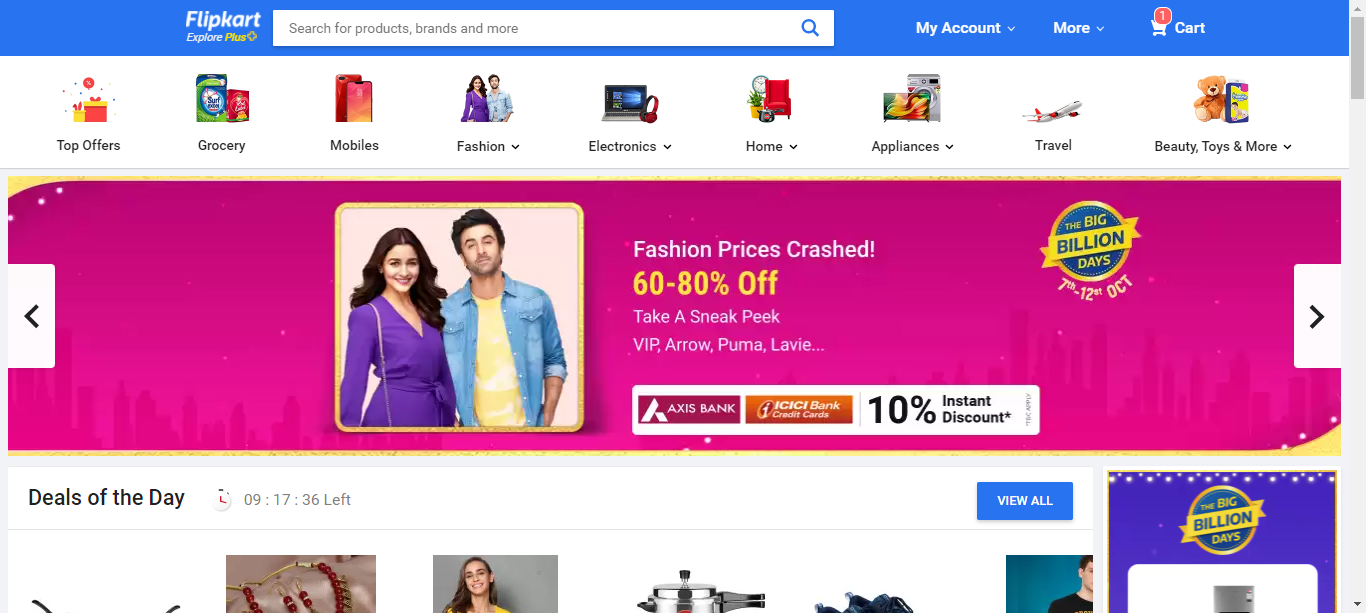 Flipkart
Explore Plus
Search for products, brands and more
My Account
More
1
Cart
Top Offers
Grocery
Mobiles
Fashion
Electronics
Home
Appliances
Travel
Beauty, Toys & More
Surf excel
Fashion Prices Crashed!
60-80% Off
Take A Sneak Peek
VIP, Arrow, Puma, Lavie...
THE BIG
BILLION
DAYS
7th-12st OCT
AXIS BANK
ICICI Bank
Credit Cards
10%
Instant
Discount*
*T&C APPLY
Deals of the Day
09 : 17 : 36 Left
VIEW ALL
THE BIG
BILLION
DAYS